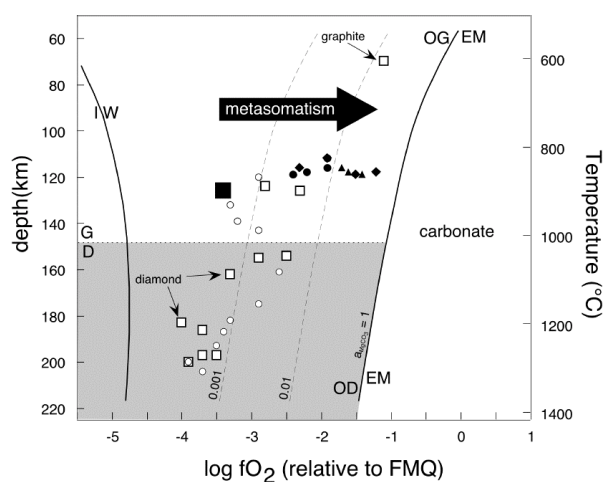 60
80
100
120
140
160
180
200
220
depth(km)
600
800
1000
1200
1400
Temperature (°C)
-5
-4
-3
-2
-1
0
1
log fO2 (relative to FMQ)
graphite
OG
EM
I W
metasomatism
G
D
carbonate
diamond
aMgCO3 = 1
0.001
0.01
OD
EM